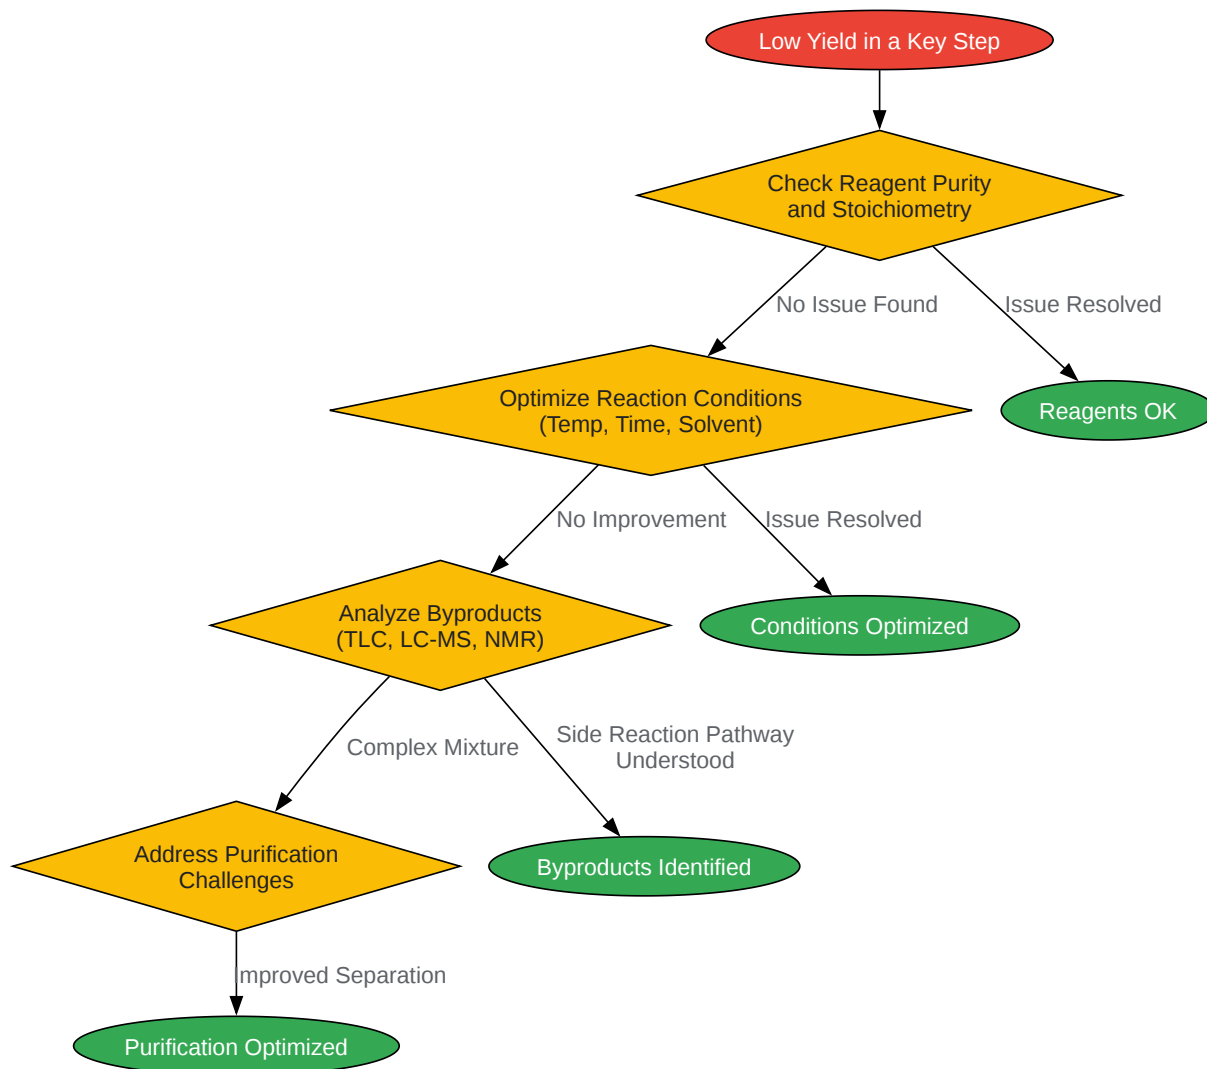 Low Yield in a Key Step
Check Reagent Purity
and Stoichiometry
No Issue Found
Issue Resolved
Optimize Reaction Conditions
(Temp, Time, Solvent)
Reagents OK
No Improvement
Issue Resolved
Analyze Byproducts
(TLC, LC-MS, NMR)
Conditions Optimized
Complex Mixture
Side Reaction Pathway
Understood
Address Purification
Challenges
Byproducts Identified
Improved Separation
Purification Optimized